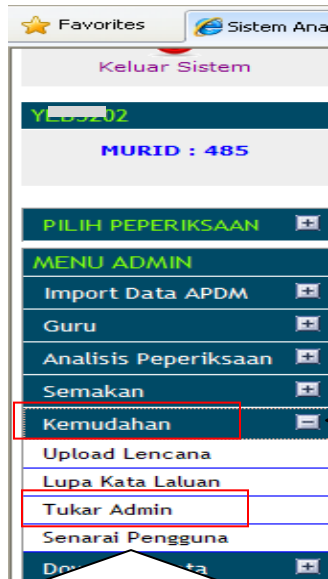 Favorites
Sistem Ana
Keluar Sistem
MURID : 485
PILIH PEPERIKSAAN
MENU ADMIN
Import Data APDM
Guru
Analisis Peperiksaan
Semakan
Kemudahan
Upload Lencana
Lupa Kata Laluan
Tukar Admin
Senarai Pengguna